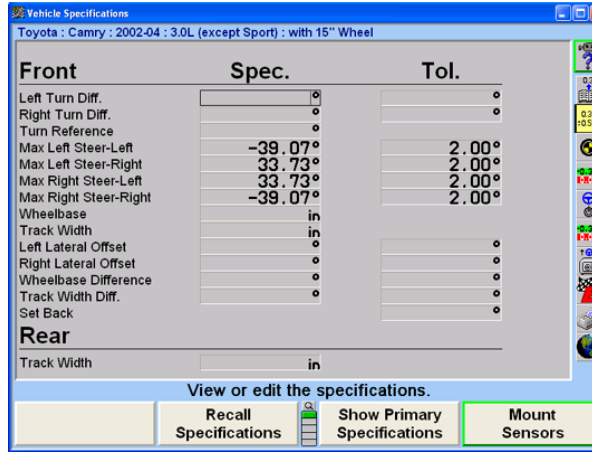 Vehicle Specifications
Toyota : Camry : 2002-04 : 3.0L (except Sport) : with 15" Wheel
Front Spec. Tol.
Left Turn Diff. ° °
Right Turn Diff. ° °
Turn Reference °
Max Left Steer-Left -39.07° 2.00°
Max Left Steer-Right 33.73° 2.00°
Max Right Steer-Left 33.73° 2.00°
Max Right Steer-Right -39.07° 2.00°
Wheelbase in
Track Width in
Left Lateral Offset ° °
Right Lateral Offset ° °
Wheelbase Difference ° °
Track Width Diff. ° °
Set Back °
Rear
Track Width in
View or edit the specifications.
Recall Specifications
Show Primary Specifications
Mount Sensors